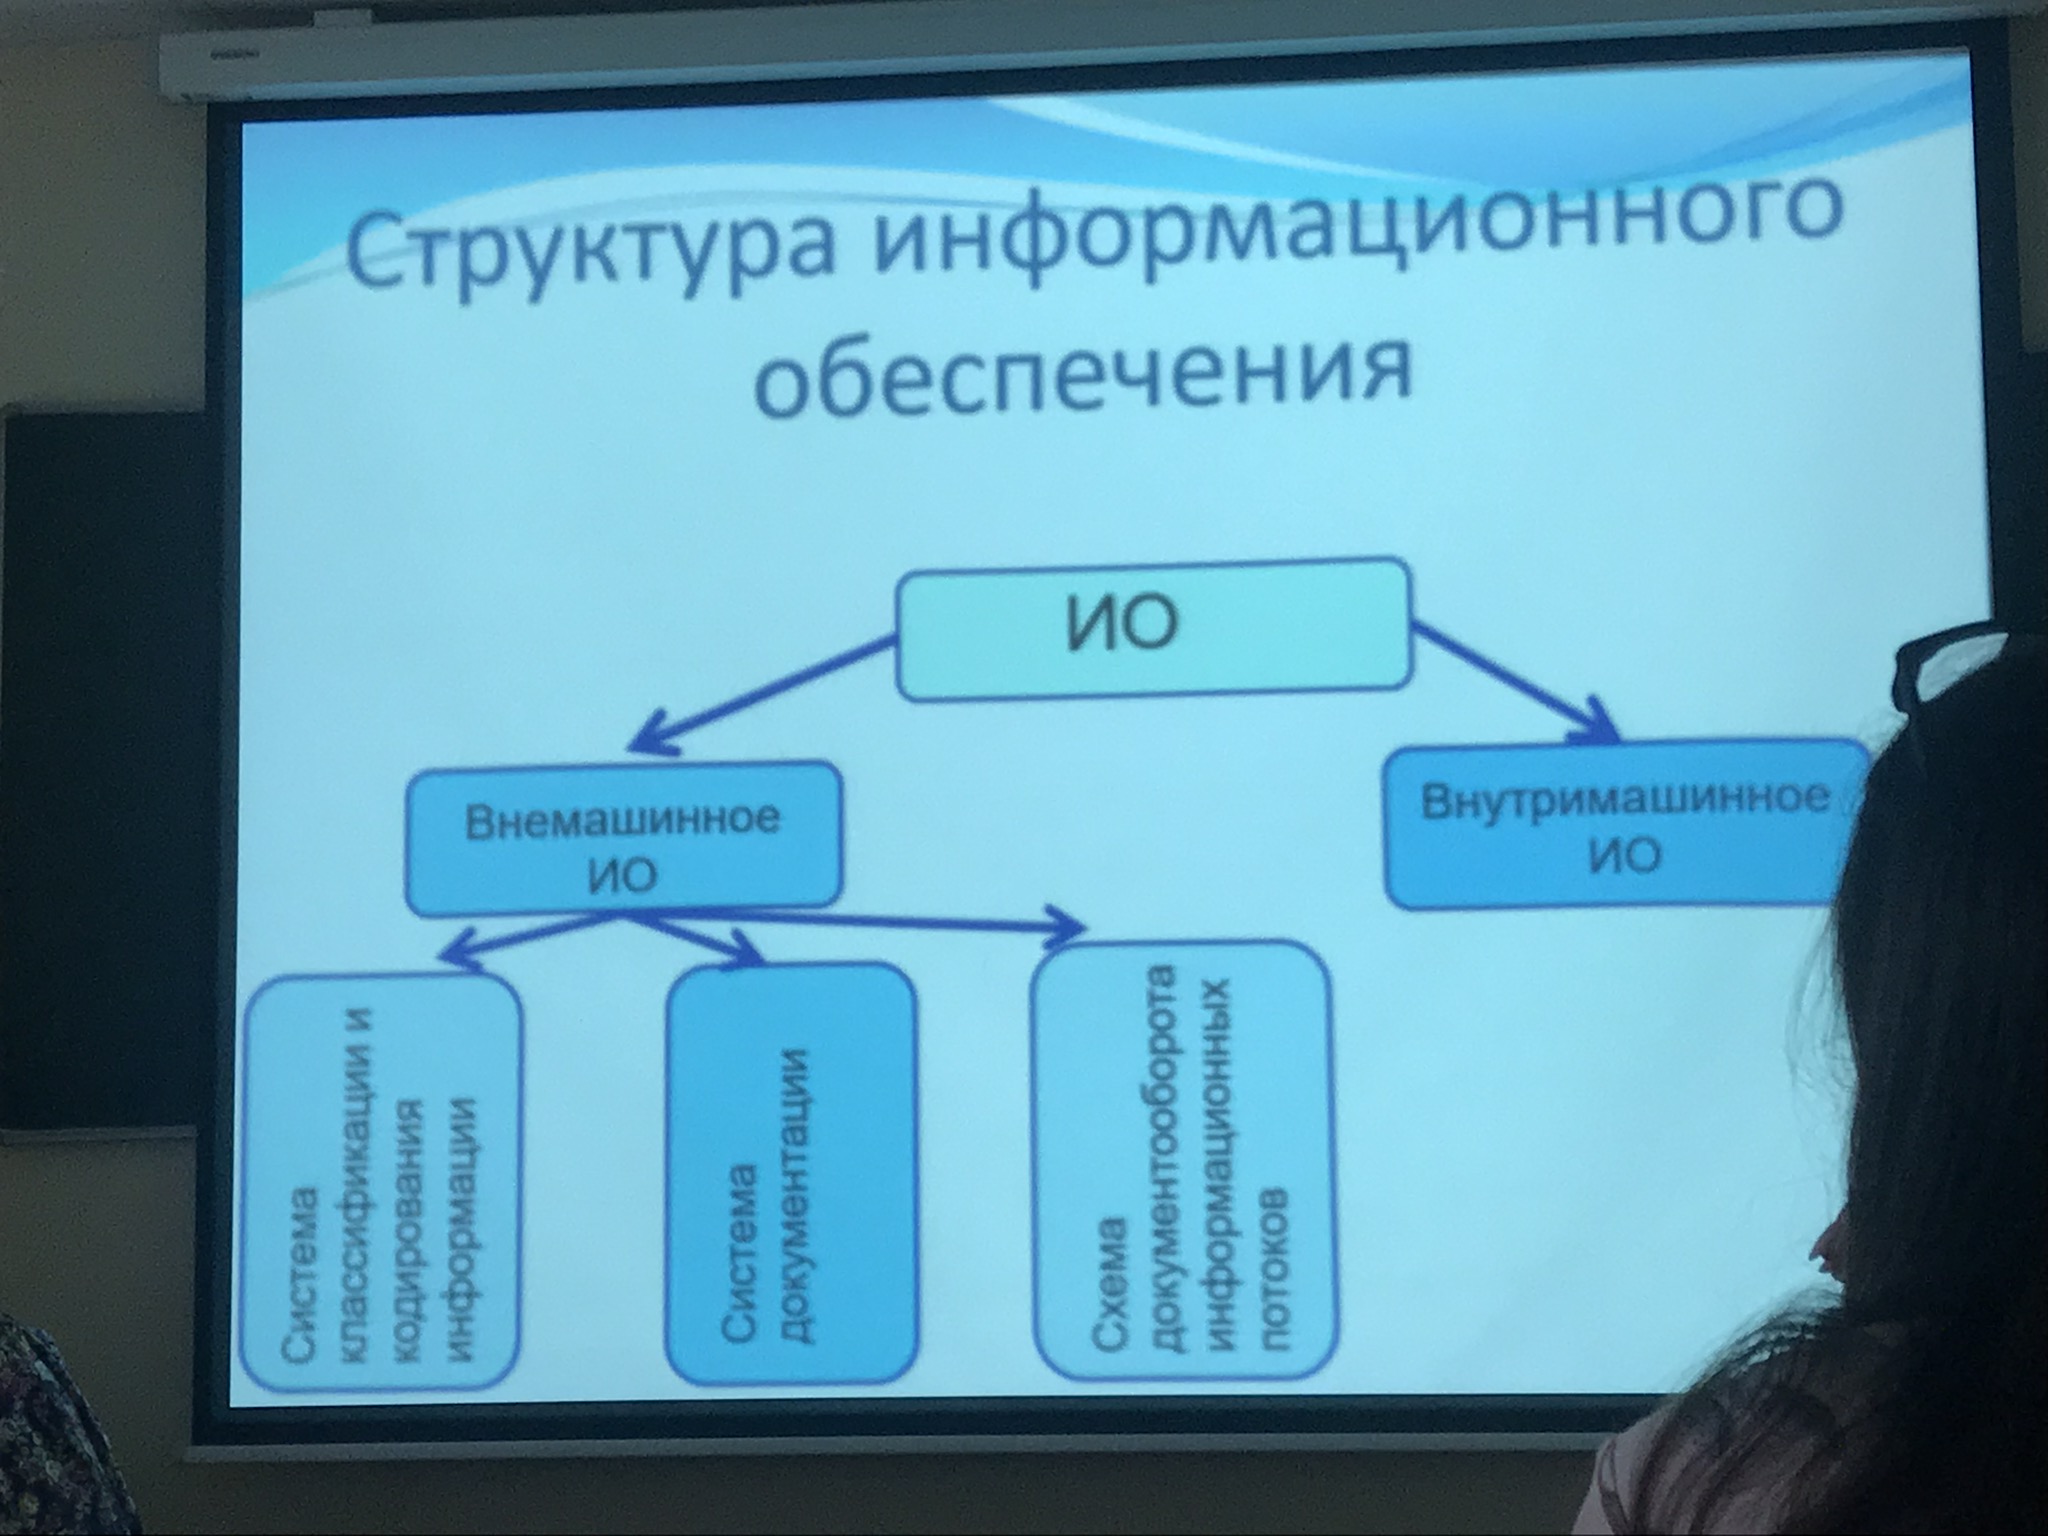 Структура информационного
обеспечения
ИО
Внемашинное
ИО
Внутримашинное
ИО
Система
классификации и
кодирования
информации
Система
документации
Схема
документооборота
информационных
потоков